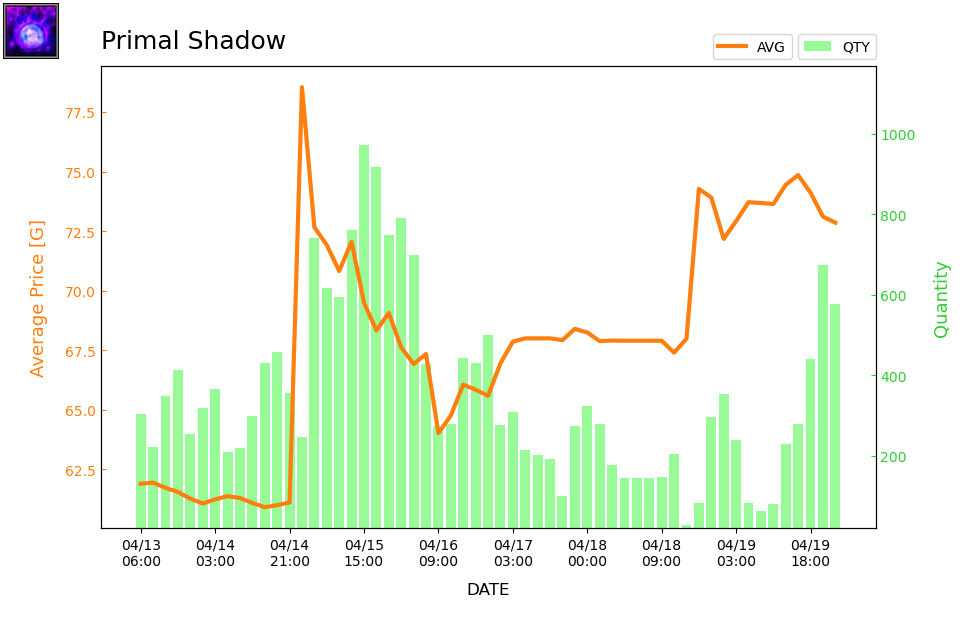 Primal Shadow
AVG
QTY
Average Price [G]
77.5
75.0
72.5
70.0
67.5
65.0
62.5
1000
800
600
400
200
Quantity
04/13 04/14 04/14 04/15 04/16 04/17 04/18 04/18 04/19 04/19
06:00 03:00 21:00 15:00 09:00 03:00 00:00 09:00 03:00 18:00
DATE